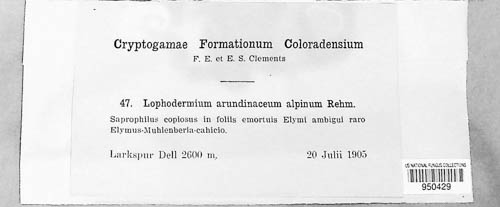 Cryptogamae Formationum Coloradensium
F. E. et E. S. Clements
47. Lophodermium arundinaceum alpinum Rehm.
Saprophilus copiosus in foliis emortuis Elymi ambigui raro
Elymus-Muhlenberia-cahicio.
Larkspur Dell 2600 m,
20 Julii 1905
US NATIONAL FUNGUS COLLECTIONS
950429